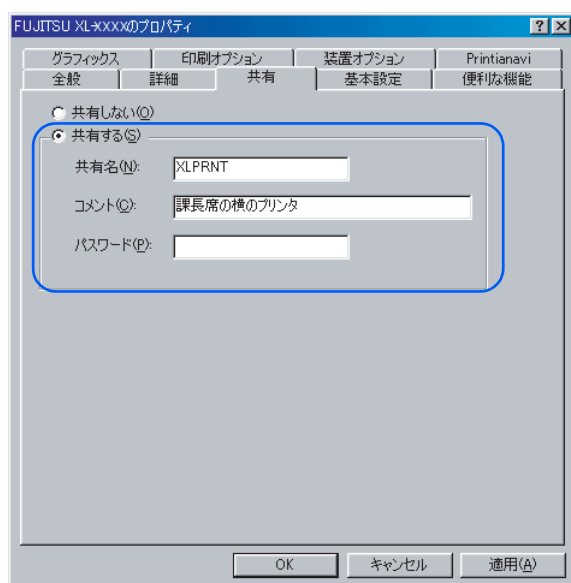 FUJITSU XL-XXXXのプロパティ
グラフィックス 印刷オプション 装置オプション Printianavi
全般 詳細 共有 基本設定 便利な機能
共有しない(O)
共有する(S)
共有名(N): XLPRNT
コメント(C): 課長席の横のプリンタ
パスワード(P):
OK キャンセル 適用(A)